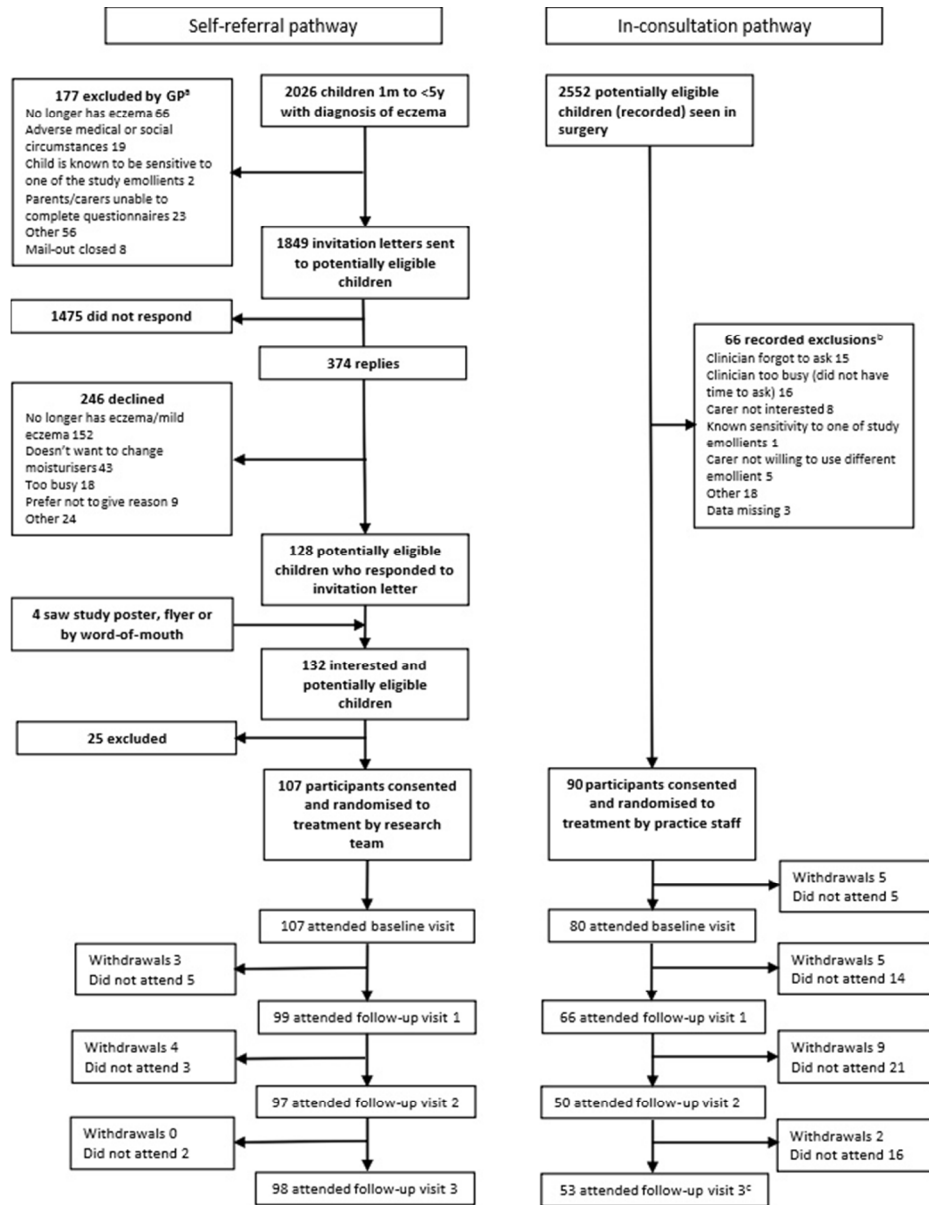 Self-referral pathway
In-consultation pathway
177 excluded by GPa
No longer has eczema 66
Adverse medical or social
circumstances 19
Child is known to be sensitive to
one of the study emollients 2
Parents/carers unable to
complete questionnaires 23
Other 56
Mail-out closed 8
2026 children 1m to <5y
with diagnosis of eczema
2552 potentially eligible
children (recorded) seen in
surgery
1849 invitation letters sent
to potentially eligible
children
1475 did not respond
374 replies
66 recorded exclusionsb
Clinician forgot to ask 15
Clinician too busy (did not have
time to ask) 16
Carer not interested 8
Known sensitivity to one of study
emollients 1
Carer not willing to use different
emollient 5
Other 18
Data missing 3
246 declined
No longer has eczema/mild
eczema 152
Doesn't want to change
moisturisers 43
Too busy 18
Prefer not to give reason 9
Other 24
128 potentially eligible
children who responded to
invitation letter
4 saw study poster, flyer or
by word-of-mouth
132 interested and
potentially eligible
children
25 excluded
107 participants consented
and randomised to
treatment by research
team
90 participants consented
and randomised to
treatment by practice staff
Withdrawals 5
Did not attend 5
107 attended baseline visit
80 attended baseline visit
Withdrawals 3
Did not attend 5
Withdrawals 5
Did not attend 14
99 attended follow-up visit 1
66 attended follow-up visit 1
Withdrawals 4
Did not attend 3
Withdrawals 9
Did not attend 21
97 attended follow-up visit 2
50 attended follow-up visit 2
Withdrawals 0
Did not attend 2
Withdrawals 2
Did not attend 16
98 attended follow-up visit 3
53 attended follow-up visit 3c